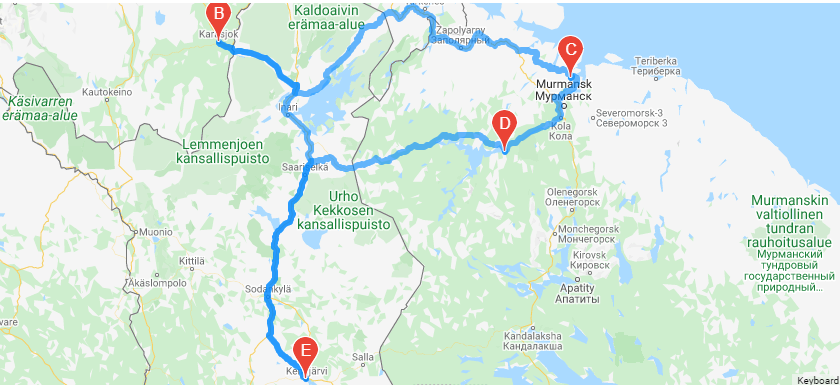 B
Karasjok
Kaldoaivin
erämaa-alue
Zapolyarny
Заполярный
C
Teriberka
Териберка
Murmansk
Мурманск
Kautokeino
Käsivarren
erämaa-alue
Inari
D
Severomorsk-3
Североморск 3
Kola
Кола
Lemmenjoen
kansallispuisto
Saariselkä
Urho
Kekkosen
kansallispuisto
Olenegorsk
Оленегорск
Murmanskin
valtiollinen
tundran
rauhoitusalue
Мурманский
тундровый
государственный
природный...
Muonio
Monchegorsk
Мончегорск
Kittilä
Kirovsk
Кировск
Äkäslompolo
Sodankylä
Apatity
Апатиты
Kandalaksha
Кандалакша
E
Salla
Keyboard